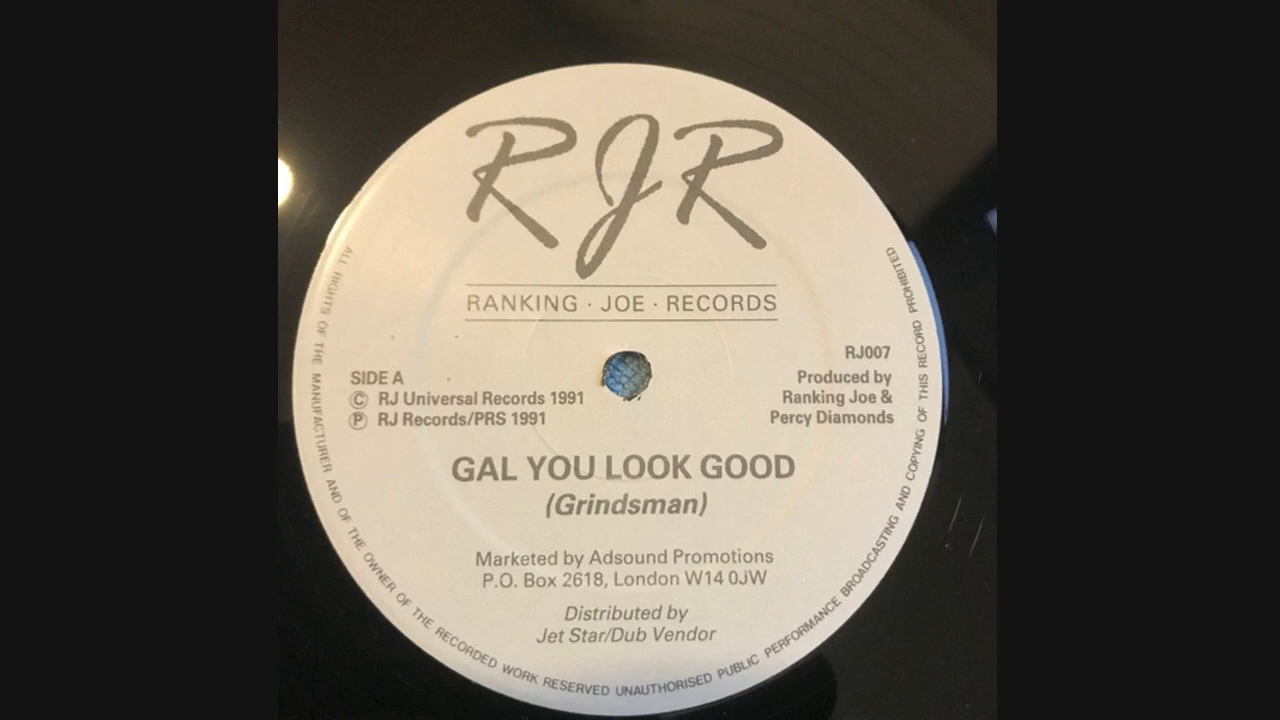 RJR
RANKING · JOE · RECORDS
RJ007
SIDE A
Produced by
Ⓒ RJ Universal Records 1991
Ranking Joe &
Ⓟ RJ Records/PRS 1991
Percy Diamonds
GAL YOU LOOK GOOD
(Grindsman)
Marketed by Adsound Promotions
P.O. Box 2618, London W14 0JW
Distributed by
Jet Star/Dub Vendor
ALL RIGHTS OF THE MANUFACTURER AND OF THE OWNER OF THE RECORDED WORK RESERVED UNAUTHORISED PUBLIC PERFORMANCE BROADCASTING AND COPYING OF THIS RECORD PROHIBITED